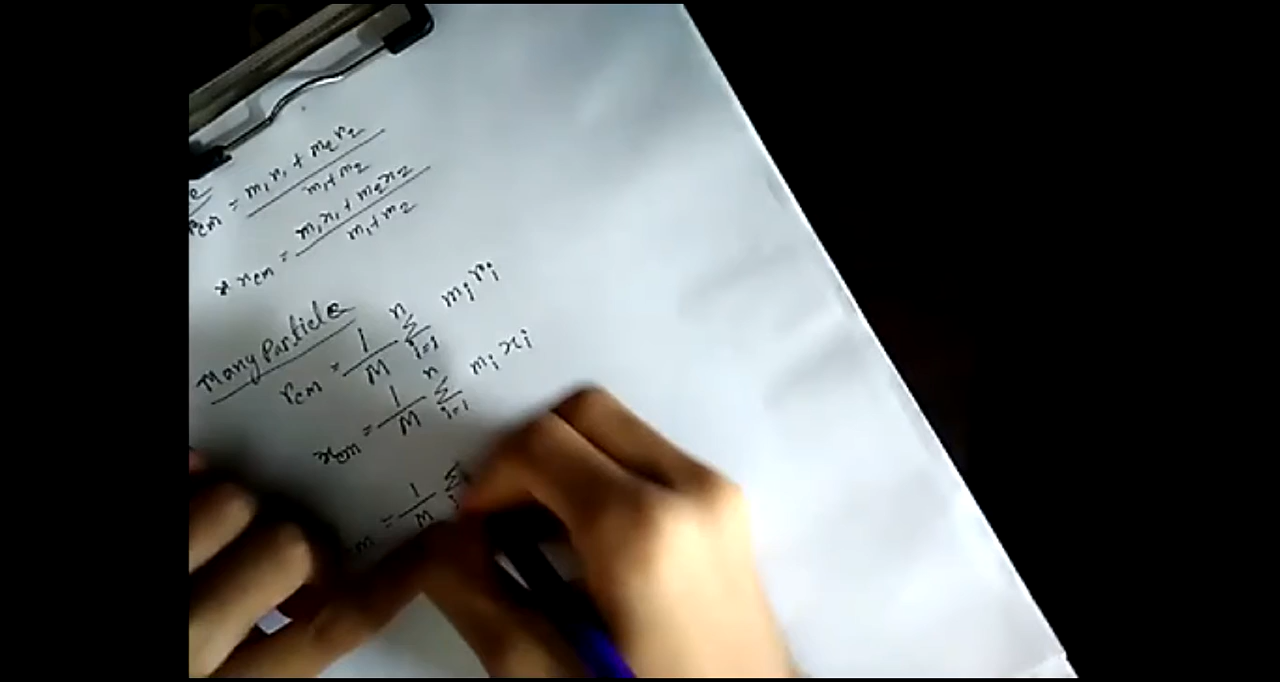 r_cm = (m₁r₁ + m₂r₂)/(m₁+m₂)
* x_cm = (m₁x₁ + m₂x₂)/(m₁+m₂)
Many Particle
r_cm = 1/M Σ_{i=1}^{n} m_i r_i
x_cm = 1/M Σ_{i=1}^{n} m_i x_i
= 1/M Σ